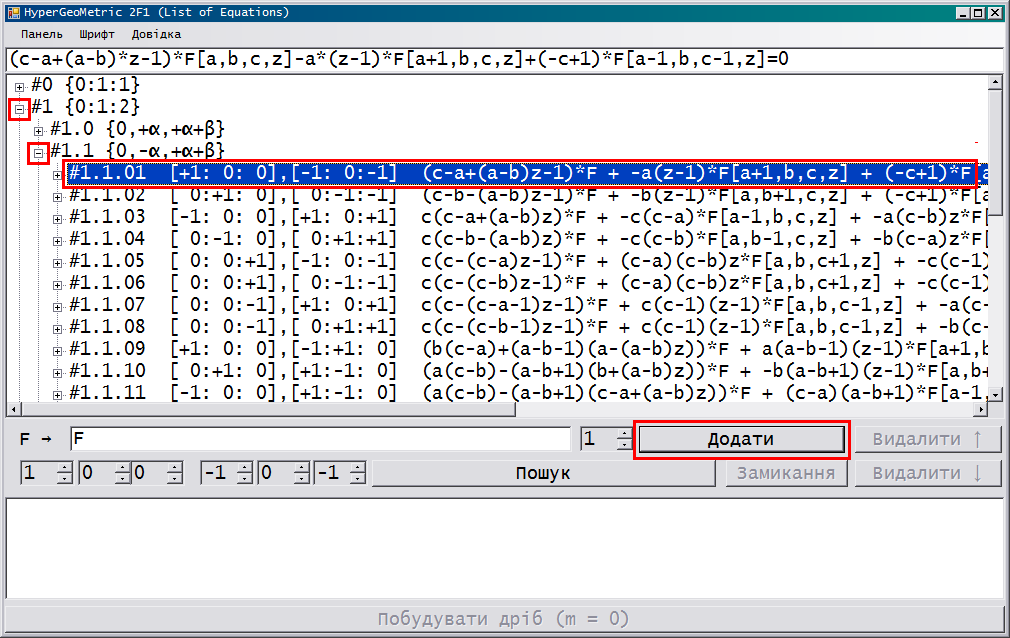 HyperGeoMetric 2F1 (List of Equations)
Панель Шрифт Довідка
(c-a+(a-b)*z-1)*F[a,b,c,z]-a*(z-1)*F[a+1,b,c,z]+(-c+1)*F[a-1,b,c-1,z]=0
#0 {0:1:1}
#1 {0:1:2}
#1.0 {0,+α,+α+β}
#1.1 {0,-α,+α+β}
#1.1.01 [+1: 0: 0],[-1: 0:-1] (c-a+(a-b)z-1)*F + -a(z-1)*F[a+1,b,c,z] + (-c+1)*F[a
#1.1.02 [ 0:+1: 0],[ 0:-1:-1] (c-b-(a-b)z-1)*F + -b(z-1)*F[a,b+1,c,z] + (-c+1)*F[a
#1.1.03 [-1: 0: 0],[+1: 0:+1] c(c-a+(a-b)z)*F + -c(c-a)*F[a-1,b,c,z] + -a(c-b)z*F[
#1.1.04 [ 0:-1: 0],[ 0:+1:+1] c(c-b-(a-b)z)*F + -c(c-b)*F[a,b-1,c,z] + -b(c-a)z*F[
#1.1.05 [ 0: 0:+1],[-1: 0:-1] c(c-(c-a)z-1)*F + (c-a)(c-b)z*F[a,b,c+1,z] + -c(c-1)
#1.1.06 [ 0: 0:+1],[ 0:-1:-1] c(c-(c-b)z-1)*F + (c-a)(c-b)z*F[a,b,c+1,z] + -c(c-1)
#1.1.07 [ 0: 0:-1],[+1: 0:+1] c(c-(c-a-1)z-1)*F + c(c-1)(z-1)*F[a,b,c-1,z] + -a(c-
#1.1.08 [ 0: 0:-1],[ 0:+1:+1] c(c-(c-b-1)z-1)*F + c(c-1)(z-1)*F[a,b,c-1,z] + -b(c-
#1.1.09 [+1: 0: 0],[-1:+1: 0] (b(c-a)+(a-b-1)(a-(a-b)z))*F + a(a-b-1)(z-1)*F[a+1,b
#1.1.10 [ 0:+1: 0],[+1:-1: 0] (a(c-b)-(a-b+1)(b+(a-b)z))*F + -b(a-b+1)(z-1)*F[a,b+
#1.1.11 [-1: 0: 0],[+1:-1: 0] (a(c-b)-(a-b+1)(c-a+(a-b)z))*F + (c-a)(a-b+1)*F[a-1,
F → F 1 Додати Видалити ↑
1 0 0 -1 0 -1 Пошук Замикання Видалити ↓
Побудувати дріб (m = 0)